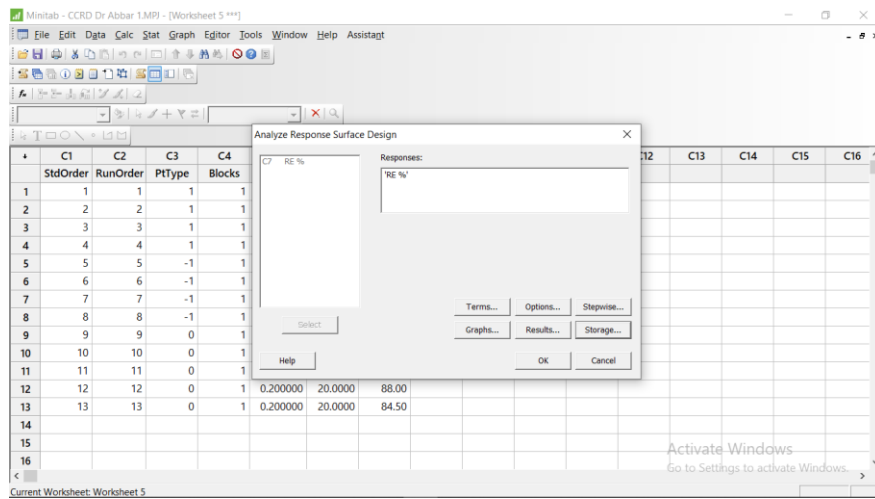 Minitab - CCRD Dr Abbar 1.MPJ - [Worksheet 5 ***]
File Edit Data Calc Stat Graph Editor Tools Window Help Assistant
Analyze Response Surface Design
C7 RE %
Responses:
'RE %'
Terms... Options... Stepwise...
Select
Graphs... Results... Storage...
Help OK Cancel
C1 C2 C3 C4 C12 C13 C14 C15 C16
StdOrder RunOrder PtType Blocks
1 1 1 1 1
2 2 2 1 1
3 3 3 1 1
4 4 4 1 1
5 5 5 -1 1
6 6 6 -1 1
7 7 7 -1 1
8 8 8 -1 1
9 9 9 0 1
10 10 10 0 1
11 11 11 0 1
12 12 12 0 1 0.200000 20.0000 88.00
13 13 13 0 1 0.200000 20.0000 84.50
14
15
16
Activate Windows
Go to Settings to activate Windows.
Current Worksheet: Worksheet 5